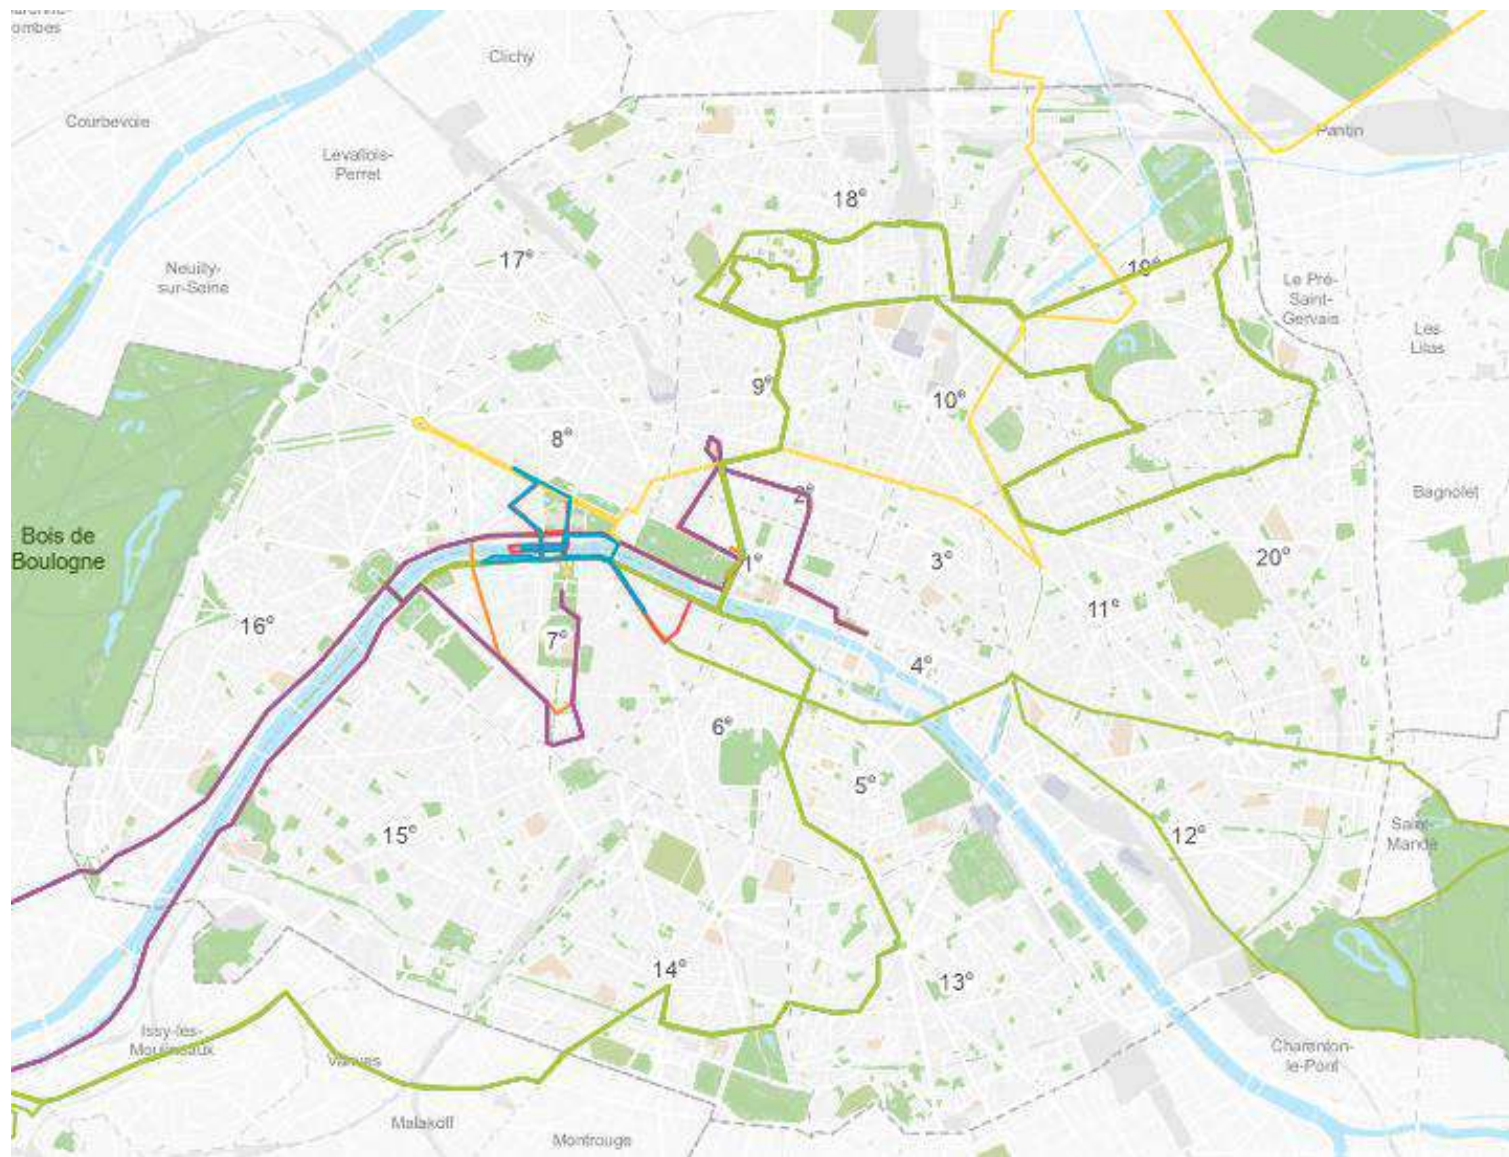 Clichy
Courbevoie
Levallois-
Perret
Pantin
18ᵉ
17ᵉ
19ᵉ
Neuilly-
sur-Seine
Le Pré-
Saint-
Gervais
Les
Lilas
9ᵉ
10ᵉ
8ᵉ
2ᵉ
Bagnolet
Bois de
Boulogne
1ᵉ
3ᵉ
20ᵉ
11ᵉ
16ᵉ
7ᵉ
4ᵉ
6ᵉ
5ᵉ
15ᵉ
12ᵉ
Saint-
Mandé
14ᵉ
13ᵉ
Issy-les-
Moulineaux
Vanves
Charenton-
le-Pont
Malakoff
Montrouge